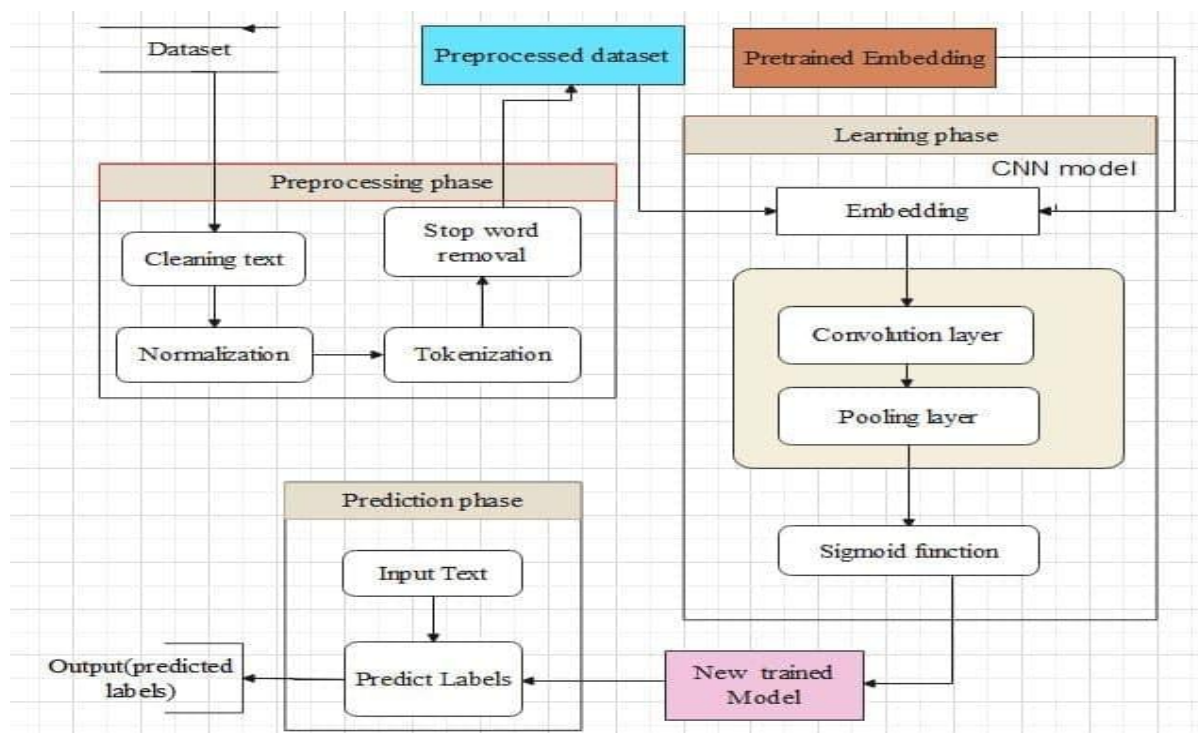 Dataset
Preprocessed dataset
Pretrained Embedding
Preprocessing phase
Cleaning text
Normalization
Tokenization
Stop word
removal
Learning phase
CNN model
Embedding
Convolution layer
Pooling layer
Sigmoid function
New trained
Model
Prediction phase
Input Text
Predict Labels
Output(predicted
labels)